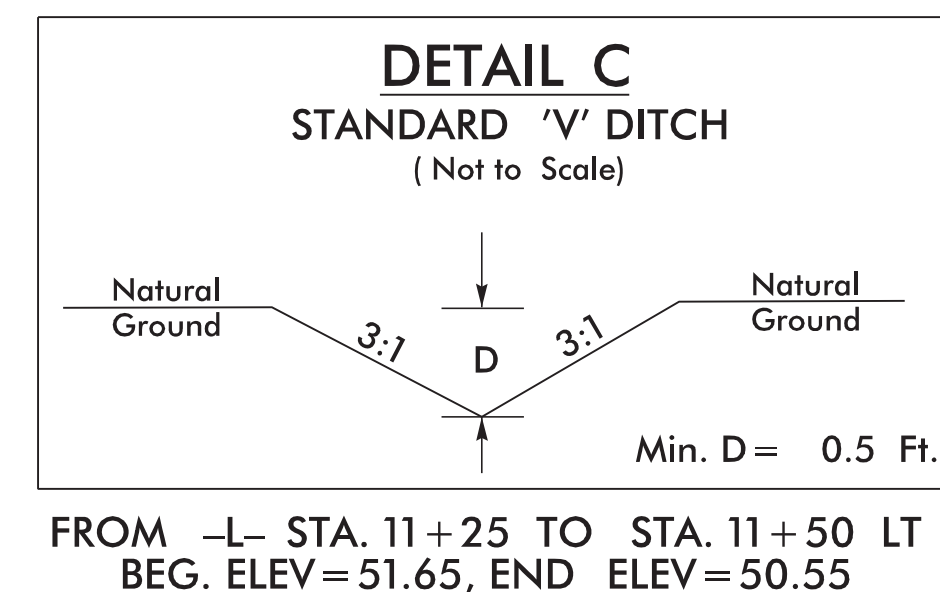 DETAIL C
STANDARD 'V' DITCH
( Not to Scale)
Natural
Ground
3:1
D
3:1
Natural
Ground
Min. D= 0.5 Ft.
FROM -L- STA. 11+25 TO STA. 11+50 LT
BEG. ELEV=51.65, END ELEV=50.55